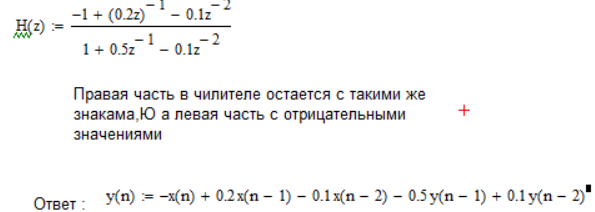 H(z) := (-1 + (0.2z)^-1 - 0.1z^-2) / (1 + 0.5z^-1 - 0.1z^-2)
Правая часть в чилителе остается с такими же
знакама,Ю а левая часть с отрицательными
значениями
Ответ : y(n) := -x(n) + 0.2x(n - 1) - 0.1x(n - 2) - 0.5y(n - 1) + 0.1y(n - 2)